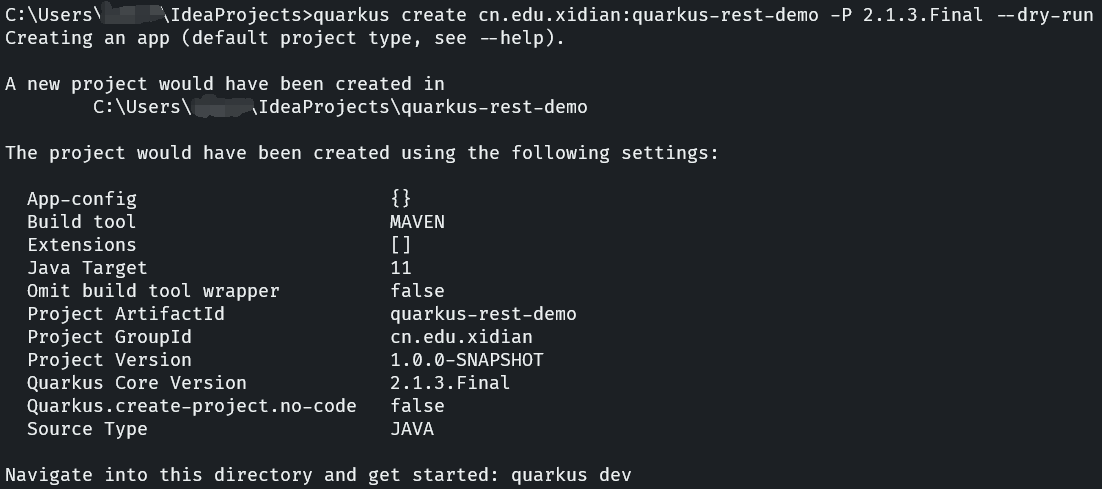 C:\Users\ \IdeaProjects>quarkus create cn.edu.xidian:quarkus-rest-demo -P 2.1.3.Final --dry-run
Creating an app (default project type, see --help).
A new project would have been created in
C:\Users\ \IdeaProjects\quarkus-rest-demo
The project would have been created using the following settings:
App-config {}
Build tool MAVEN
Extensions []
Java Target 11
Omit build tool wrapper false
Project ArtifactId quarkus-rest-demo
Project GroupId cn.edu.xidian
Project Version 1.0.0-SNAPSHOT
Quarkus Core Version 2.1.3.Final
Quarkus.create-project.no-code false
Source Type JAVA
Navigate into this directory and get started: quarkus dev